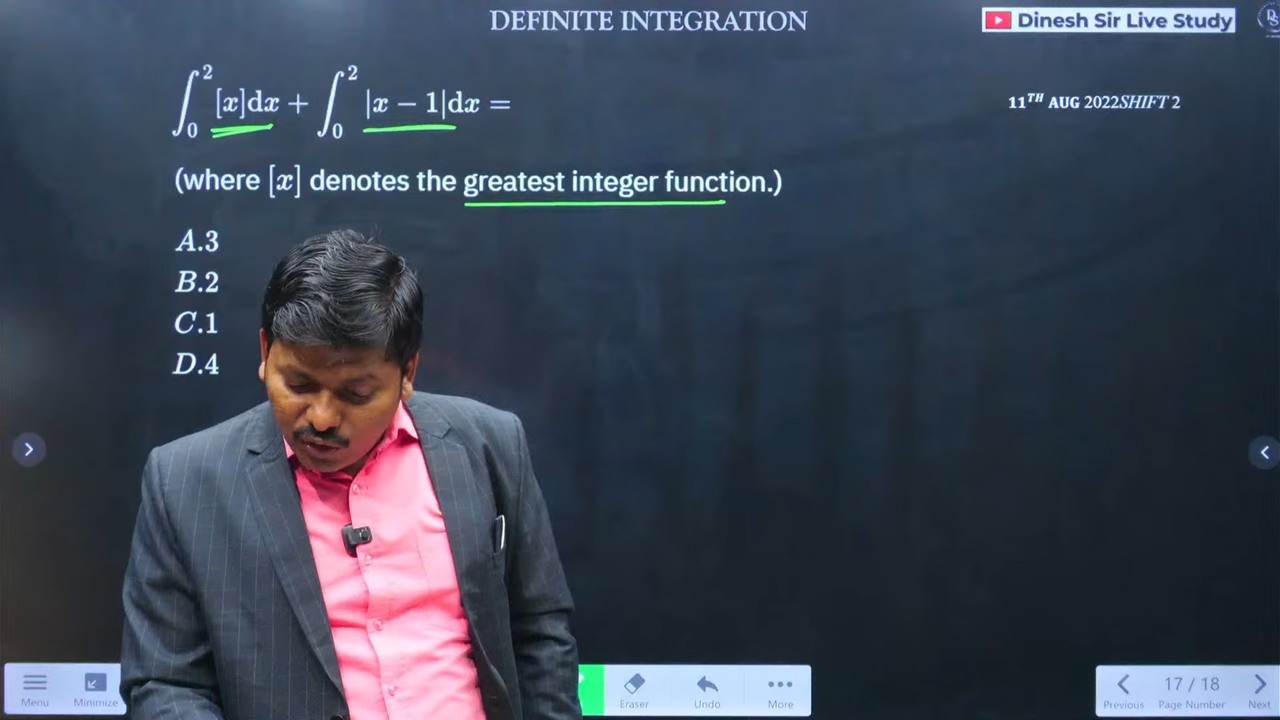 DEFINITE INTEGRATION
Dinesh Sir Live Study
∫₀² [x]dx + ∫₀² |x − 1|dx =
11ᵀᴴ AUG 2022SHIFT 2
(where [x] denotes the greatest integer function.)
A.3
B.2
C.1
D.4
Menu
Minimize
Eraser
Undo
More
Previous
17 / 18
Page Number
Next